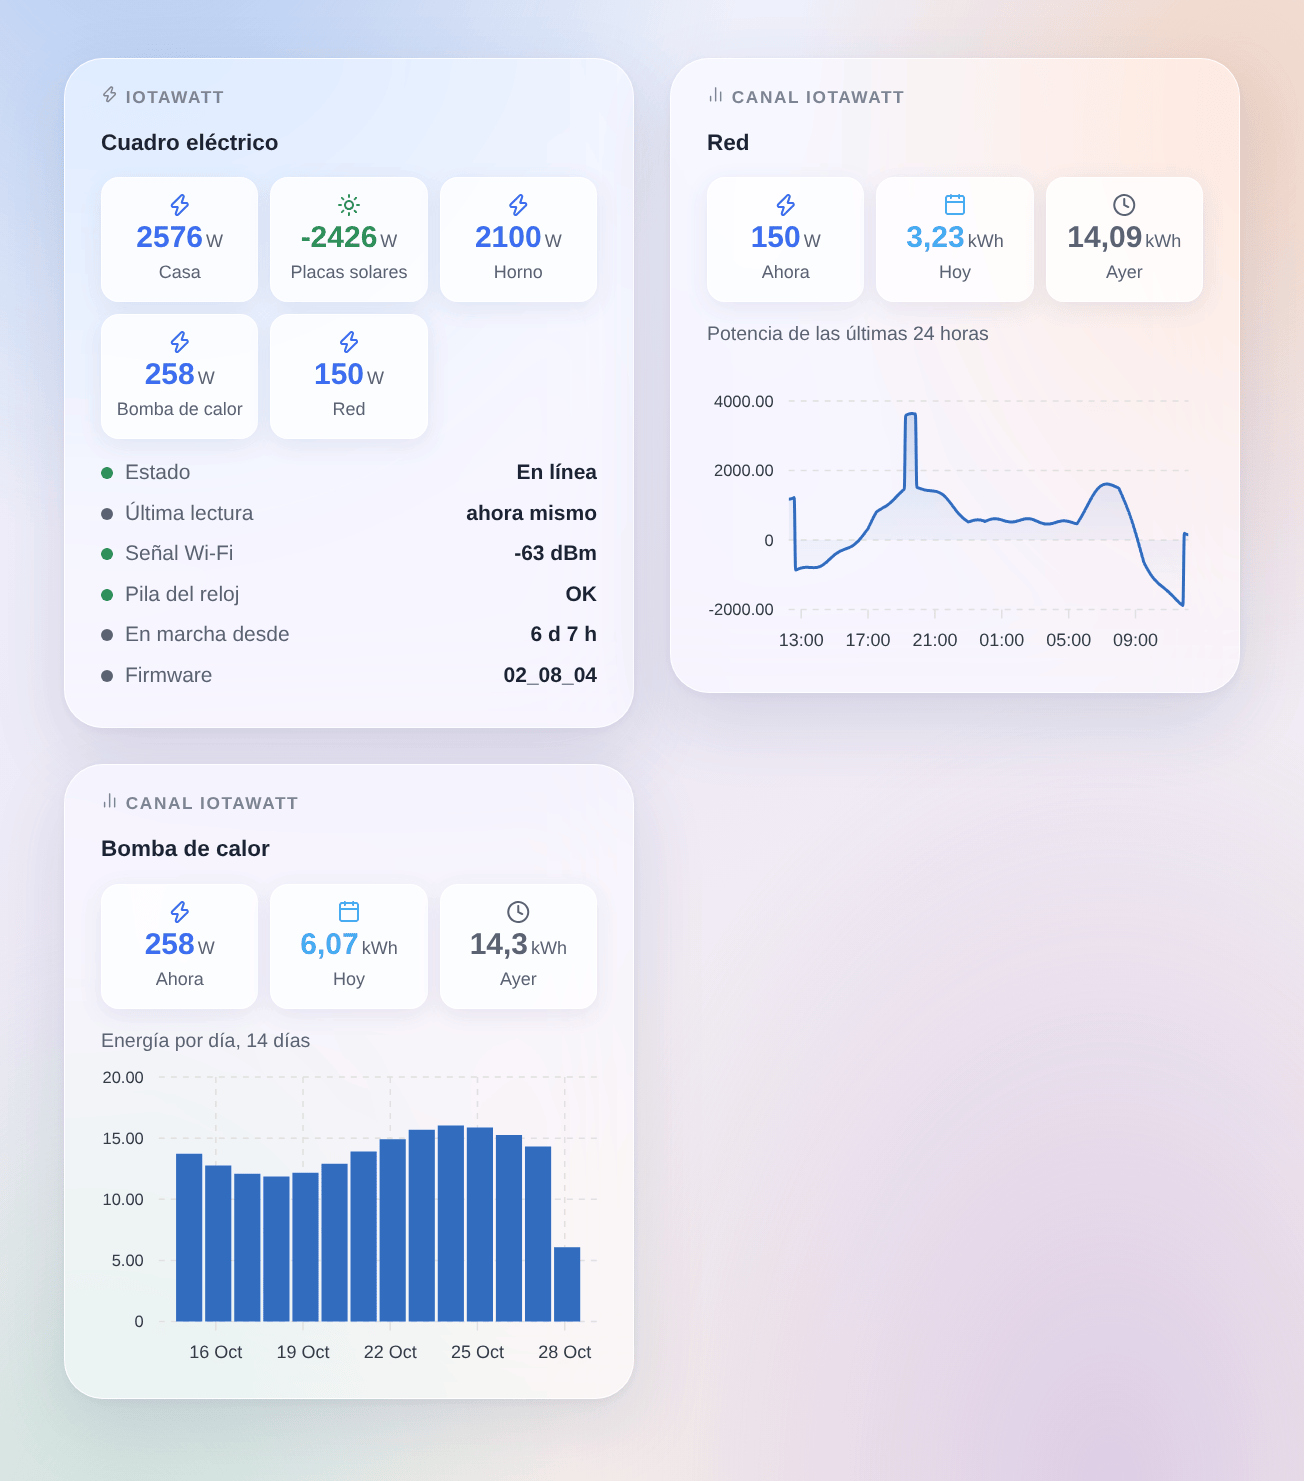 IOTAWATT
Cuadro eléctrico
2576 W
Casa
-2426 W
Placas solares
2100 W
Horno
258 W
Bomba de calor
150 W
Red
Estado En línea
Última lectura ahora mismo
Señal Wi-Fi -63 dBm
Pila del reloj OK
En marcha desde 6 d 7 h
Firmware 02_08_04
CANAL IOTAWATT
Red
150 W
Ahora
3,23 kWh
Hoy
14,09 kWh
Ayer
Potencia de las últimas 24 horas
4000.00
2000.00
0
-2000.00
13:00 17:00 21:00 01:00 05:00 09:00
CANAL IOTAWATT
Bomba de calor
258 W
Ahora
6,07 kWh
Hoy
14,3 kWh
Ayer
Energía por día, 14 días
20.00
15.00
10.00
5.00
0
16 Oct 19 Oct 22 Oct 25 Oct 28 Oct